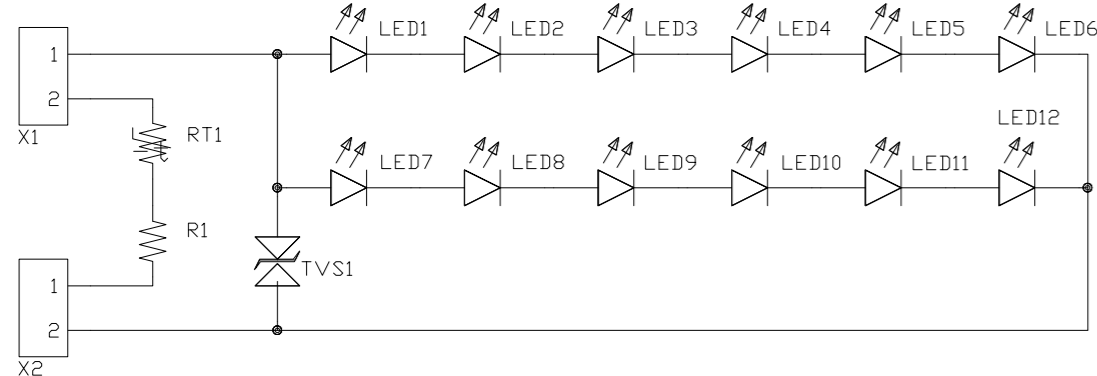 LED1 LED2 LED3 LED4 LED5 LED6
1
2
X1
RT1
LED12
LED7 LED8 LED9 LED10 LED11
R1
TVS1
1
2
X2